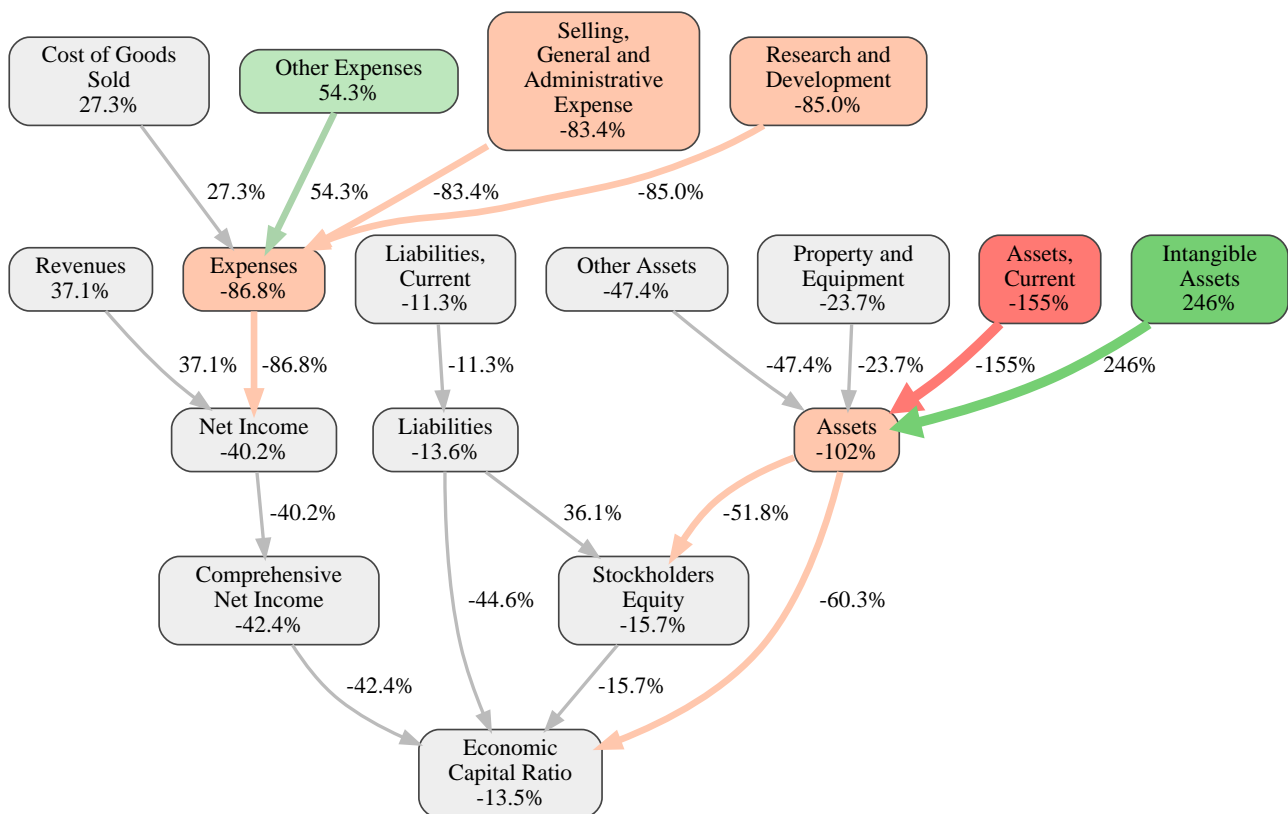 Cost of Goods
Sold
27.3%
Other Expenses
54.3%
Selling,
General and
Administrative
Expense
-83.4%
Research and
Development
-85.0%
27.3%
54.3%
-83.4%
-85.0%
Revenues
37.1%
Expenses
-86.8%
Liabilities,
Current
-11.3%
Other Assets
-47.4%
Property and
Equipment
-23.7%
Assets,
Current
-155%
Intangible
Assets
246%
37.1%
-86.8%
-11.3%
-47.4%
-23.7%
-155%
246%
Net Income
-40.2%
Liabilities
-13.6%
Assets
-102%
-40.2%
36.1%
-51.8%
Comprehensive
Net Income
-42.4%
-44.6%
Stockholders
Equity
-15.7%
-60.3%
-42.4%
-15.7%
Economic
Capital Ratio
-13.5%